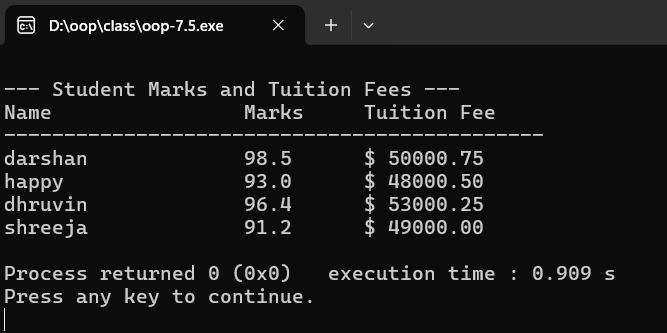 D:\oop\class\oop-7.5.exe
--- Student Marks and Tuition Fees ---
Name                Marks     Tuition Fee
---------------------------------------------
darshan             98.5      $ 50000.75
happy               93.0      $ 48000.50
dhruvin             96.4      $ 53000.25
shreeja             91.2      $ 49000.00
Process returned 0 (0x0)   execution time : 0.909 s
Press any key to continue.